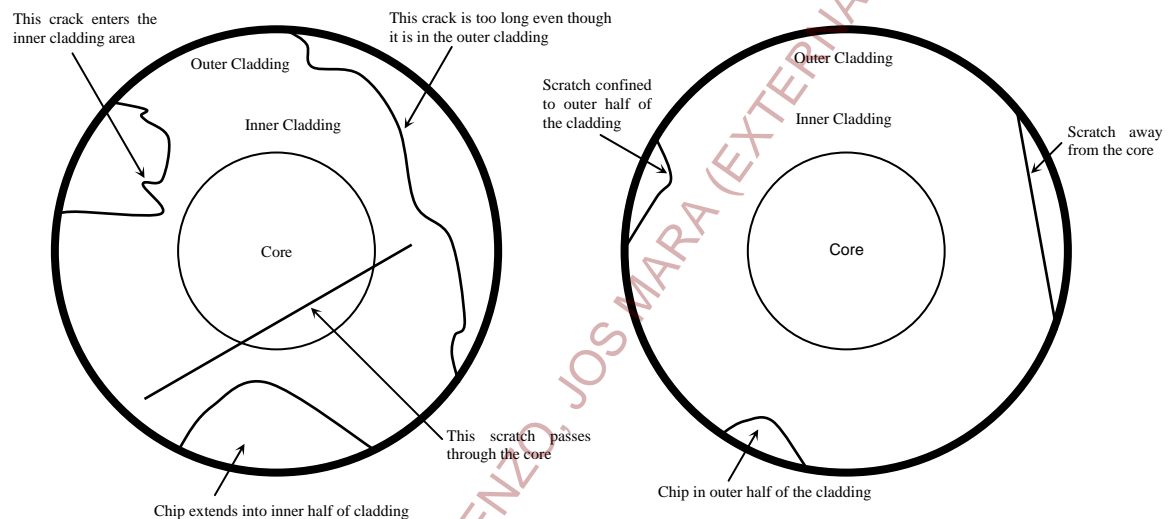 This crack enters the
inner cladding area
This crack is too long even though
it is in the outer cladding
Outer Cladding
Inner Cladding
Core
This scratch passes
through the core
Chip extends into inner half of cladding
Outer Cladding
Scratch confined
to outer half of
the cladding
Inner Cladding
Scratch away
from the core
Core
Chip in outer half of the cladding
ENZO, JOS MARA (EXTERNA